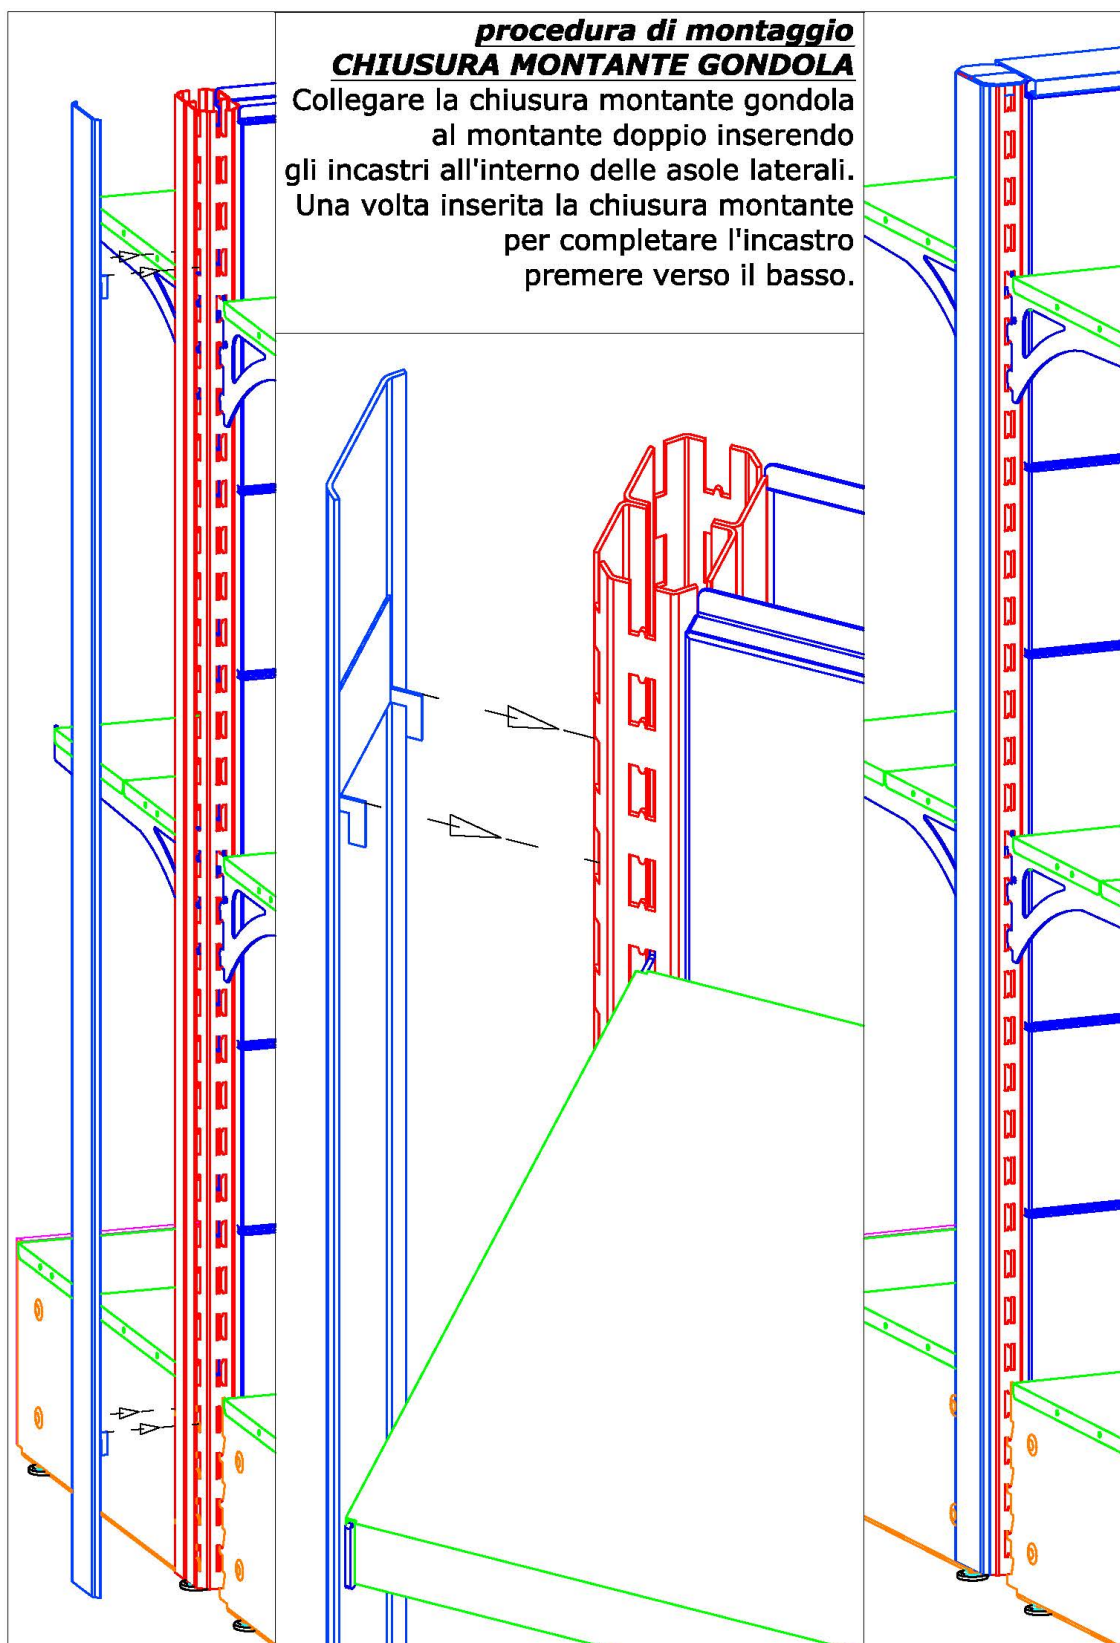 procedura di montaggio
CHIUSURA MONTANTE GONDOLA
Collegare la chiusura montante gondola
al montante doppio inserendo
gli incastri all'interno delle asole laterali.
Una volta inserita la chiusura montante
per completare l'incastro
premere verso il basso.